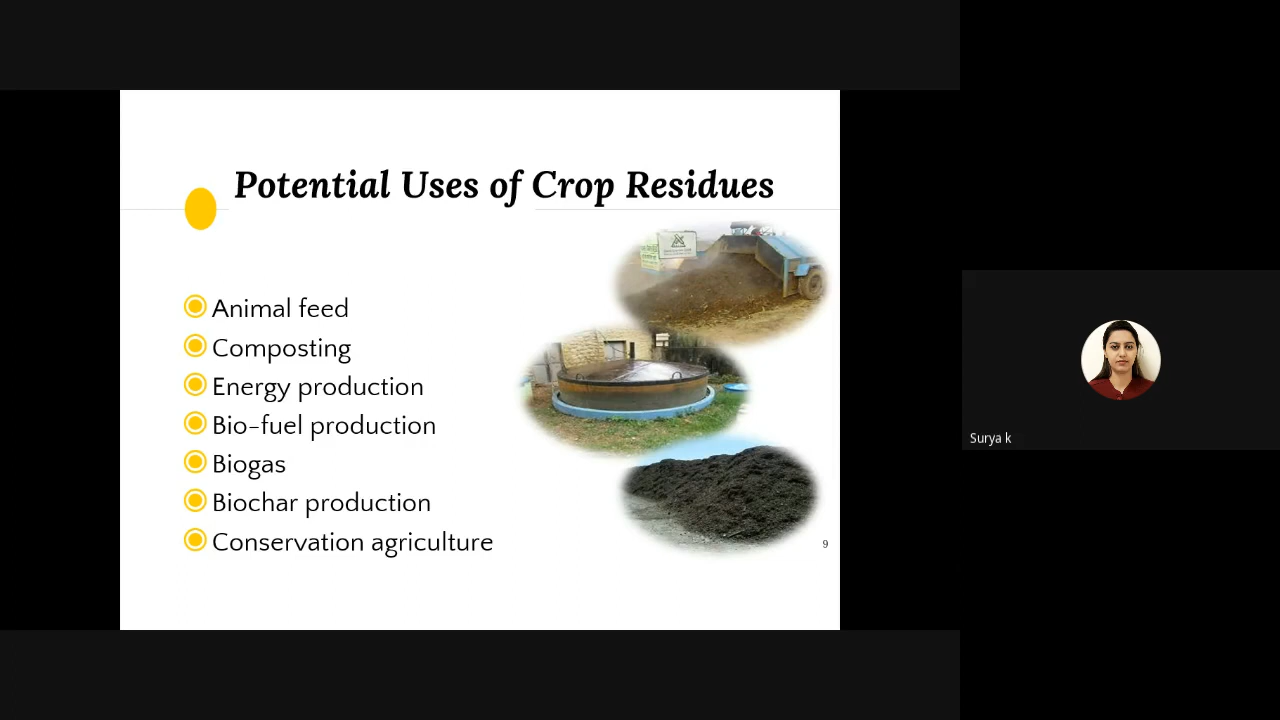 Potential Uses of Crop Residues
Animal feed
Composting
Energy production
Bio-fuel production
Biogas
Biochar production
Conservation agriculture
9
Surya k